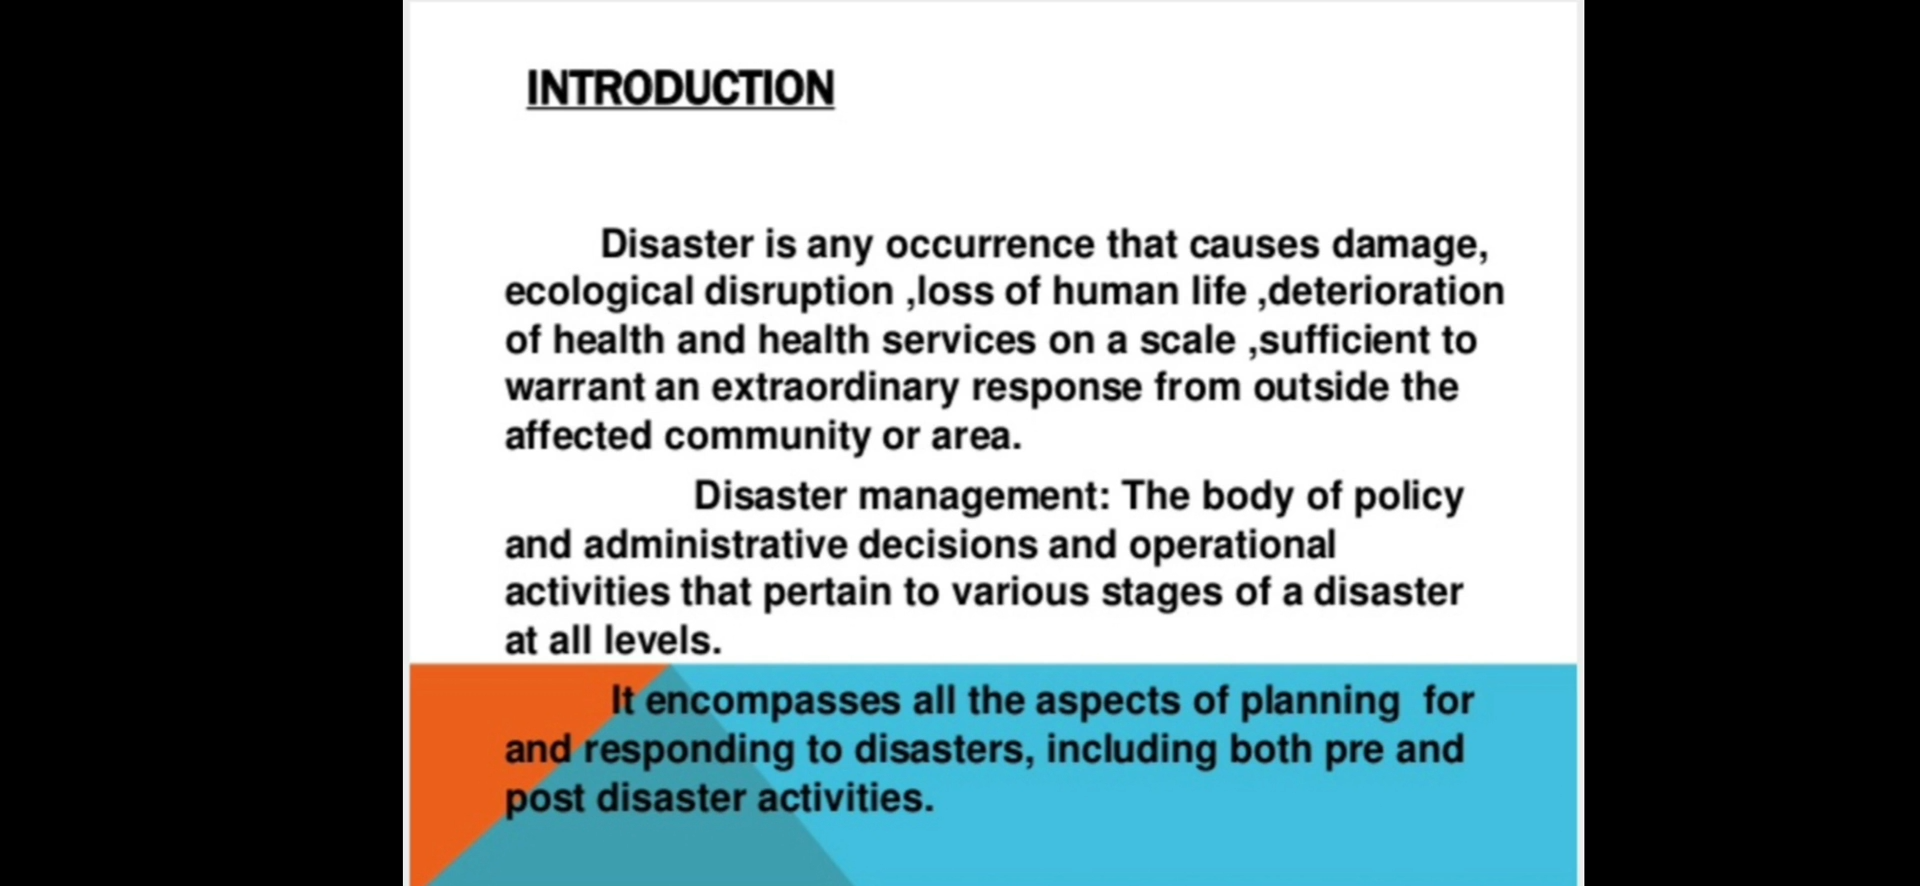 INTRODUCTION
Disaster is any occurrence that causes damage,
ecological disruption ,loss of human life ,deterioration
of health and health services on a scale ,sufficient to
warrant an extraordinary response from outside the
affected community or area.
Disaster management: The body of policy
and administrative decisions and operational
activities that pertain to various stages of a disaster
at all levels.
It encompasses all the aspects of planning  for
and responding to disasters, including both pre and
post disaster activities.